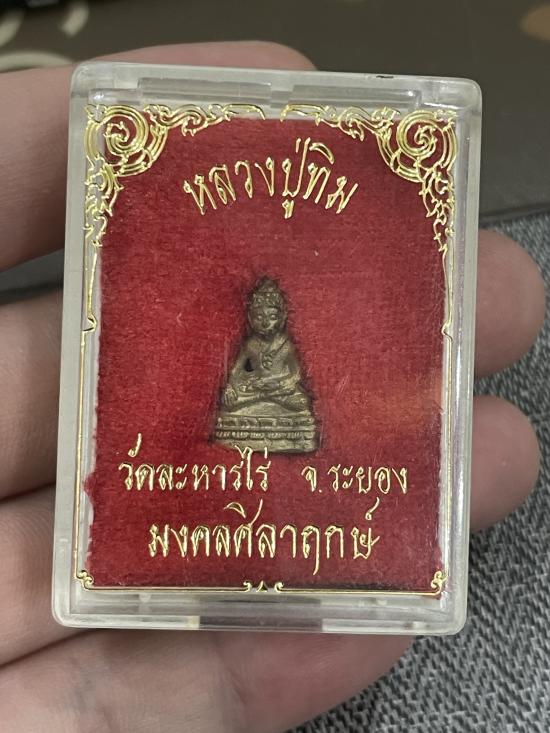 หลวงปู่ทิม
วัดละหารไร่ จ.ระยอง
มงคลศิลาฤกษ์